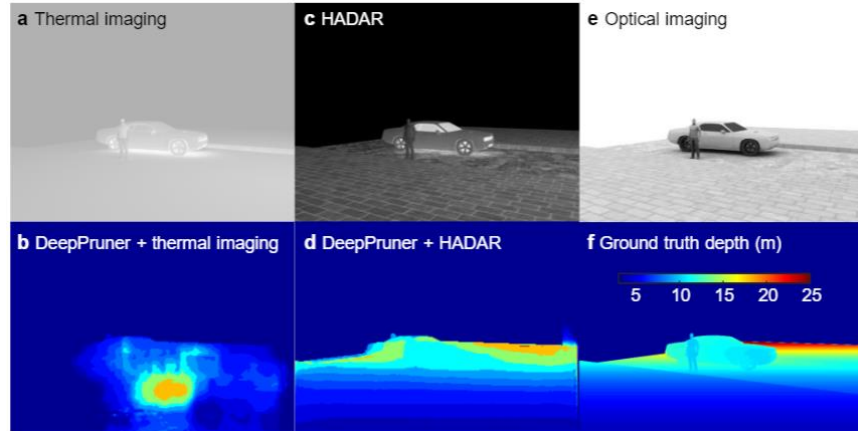 a Thermal imaging
c HADAR
e Optical imaging
b DeepPruner + thermal imaging
d DeepPruner + HADAR
f Ground truth depth (m)
5 10 15 20 25